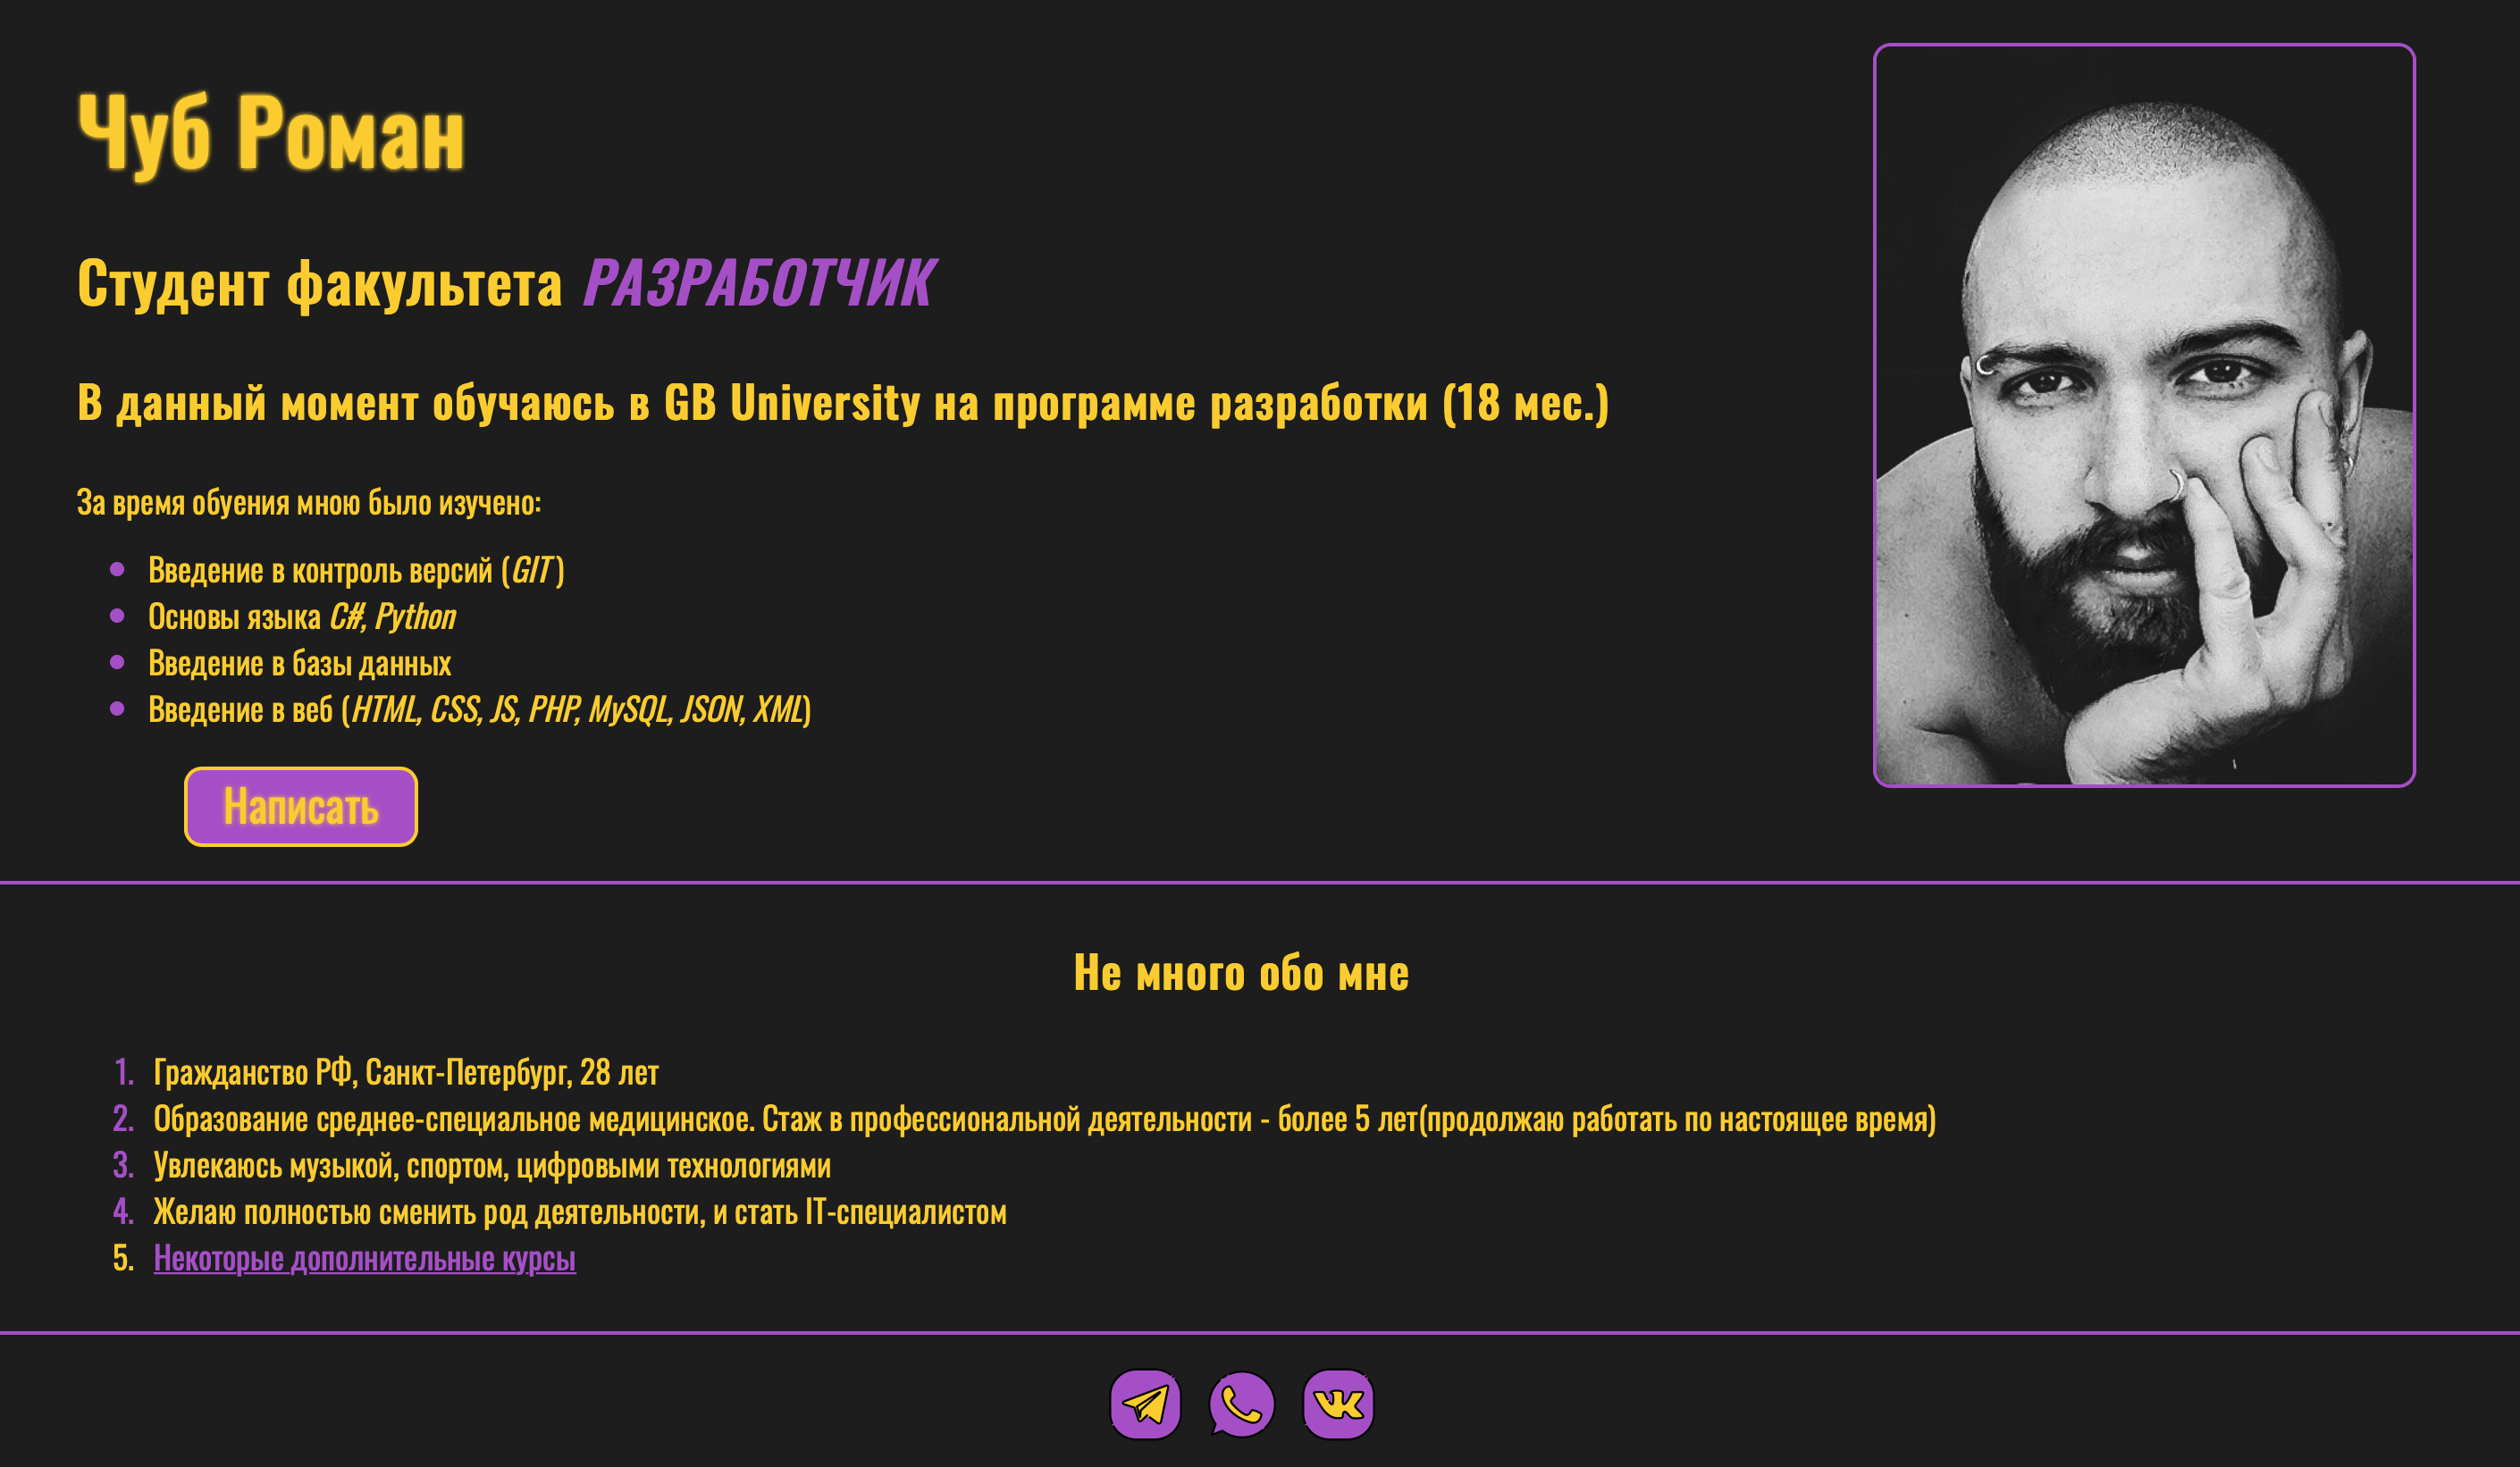 Чуб Роман
Студент факультета РАЗРАБОТЧИК
В данный момент обучаюсь в GB University на программе разработки (18 мес.)
За время обуения мною было изучено:
Введение в контроль версий (GIT)
Основы языка C#, Python
Введение в базы данных
Введение в веб (HTML, CSS, JS, PHP, MySQL, JSON, XML)
Написать
Не много обо мне
1. Гражданство РФ, Санкт-Петербург, 28 лет
2. Образование среднее-специальное медицинское. Стаж в профессиональной деятельности - более 5 лет(продолжаю работать по настоящее время)
3. Увлекаюсь музыкой, спортом, цифровыми технологиями
4. Желаю полностью сменить род деятельности, и стать IT-специалистом
5. Некоторые дополнительные курсы